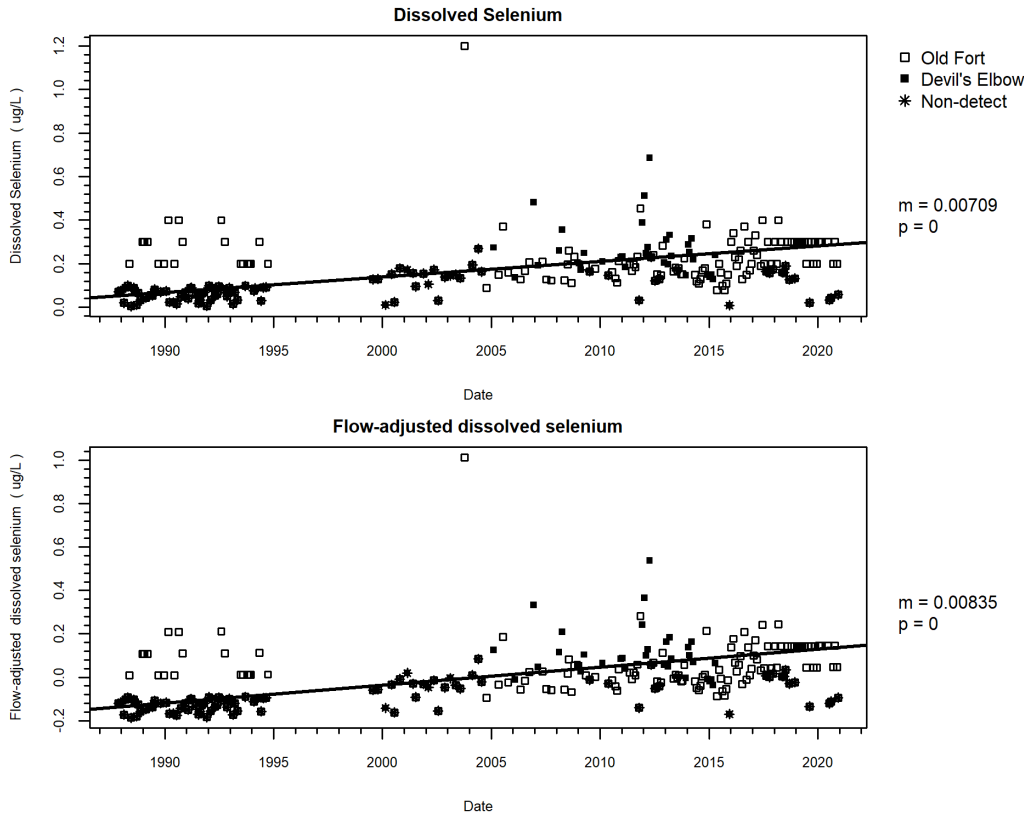 Dissolved Selenium
Dissolved Selenium ( ug/L )
1.2
1.0
0.8
0.6
0.4
0.2
0.0
1990 1995 2000 2005 2010 2015 2020
Date
Old Fort
Devil's Elbow
Non-detect
m = 0.00709
p = 0
Flow-adjusted dissolved selenium
Flow-adjusted dissolved selenium ( ug/L )
1.0
0.8
0.6
0.4
0.2
0.0
-0.2
1990 1995 2000 2005 2010 2015 2020
Date
m = 0.00835
p = 0